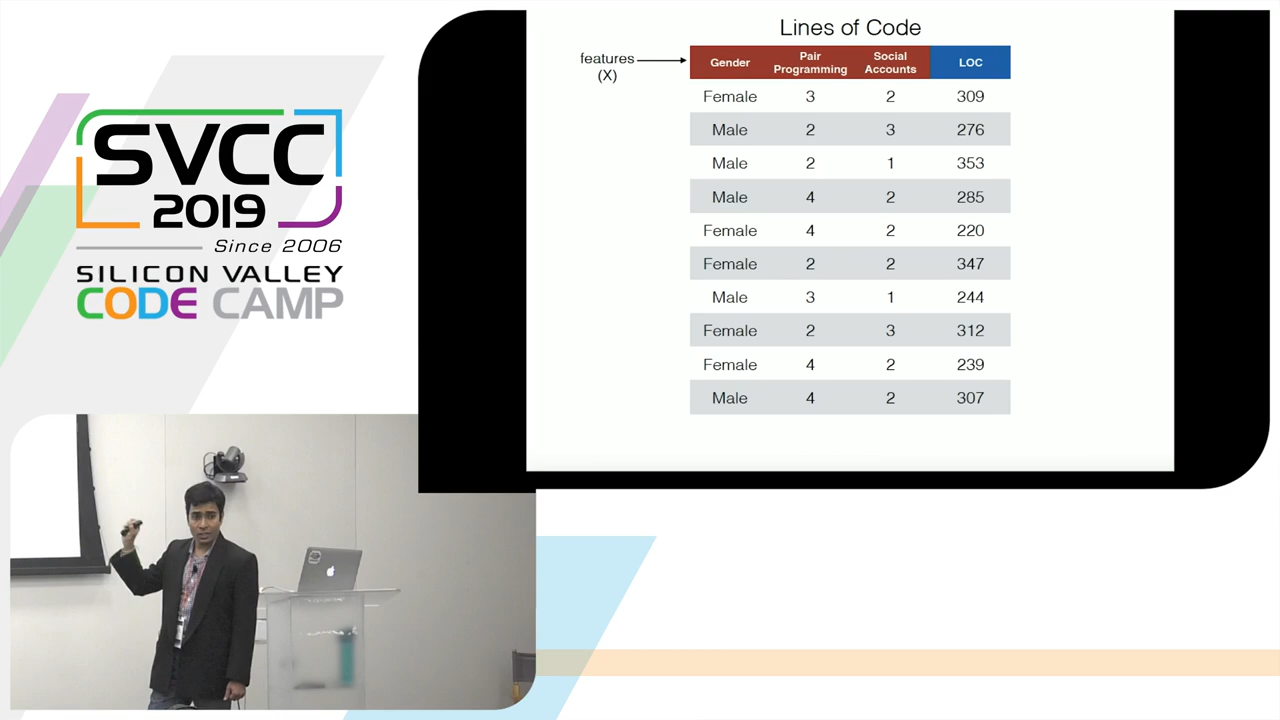 SVCC
2019
Since 2006
SILICON VALLEY
CODE CAMP
Lines of Code
features
(X)
Gender Pair Programming Social Accounts LOC
Female 3 2 309
Male 2 3 276
Male 2 1 353
Male 4 2 285
Female 4 2 220
Female 2 2 347
Male 3 1 244
Female 2 3 312
Female 4 2 239
Male 4 2 307